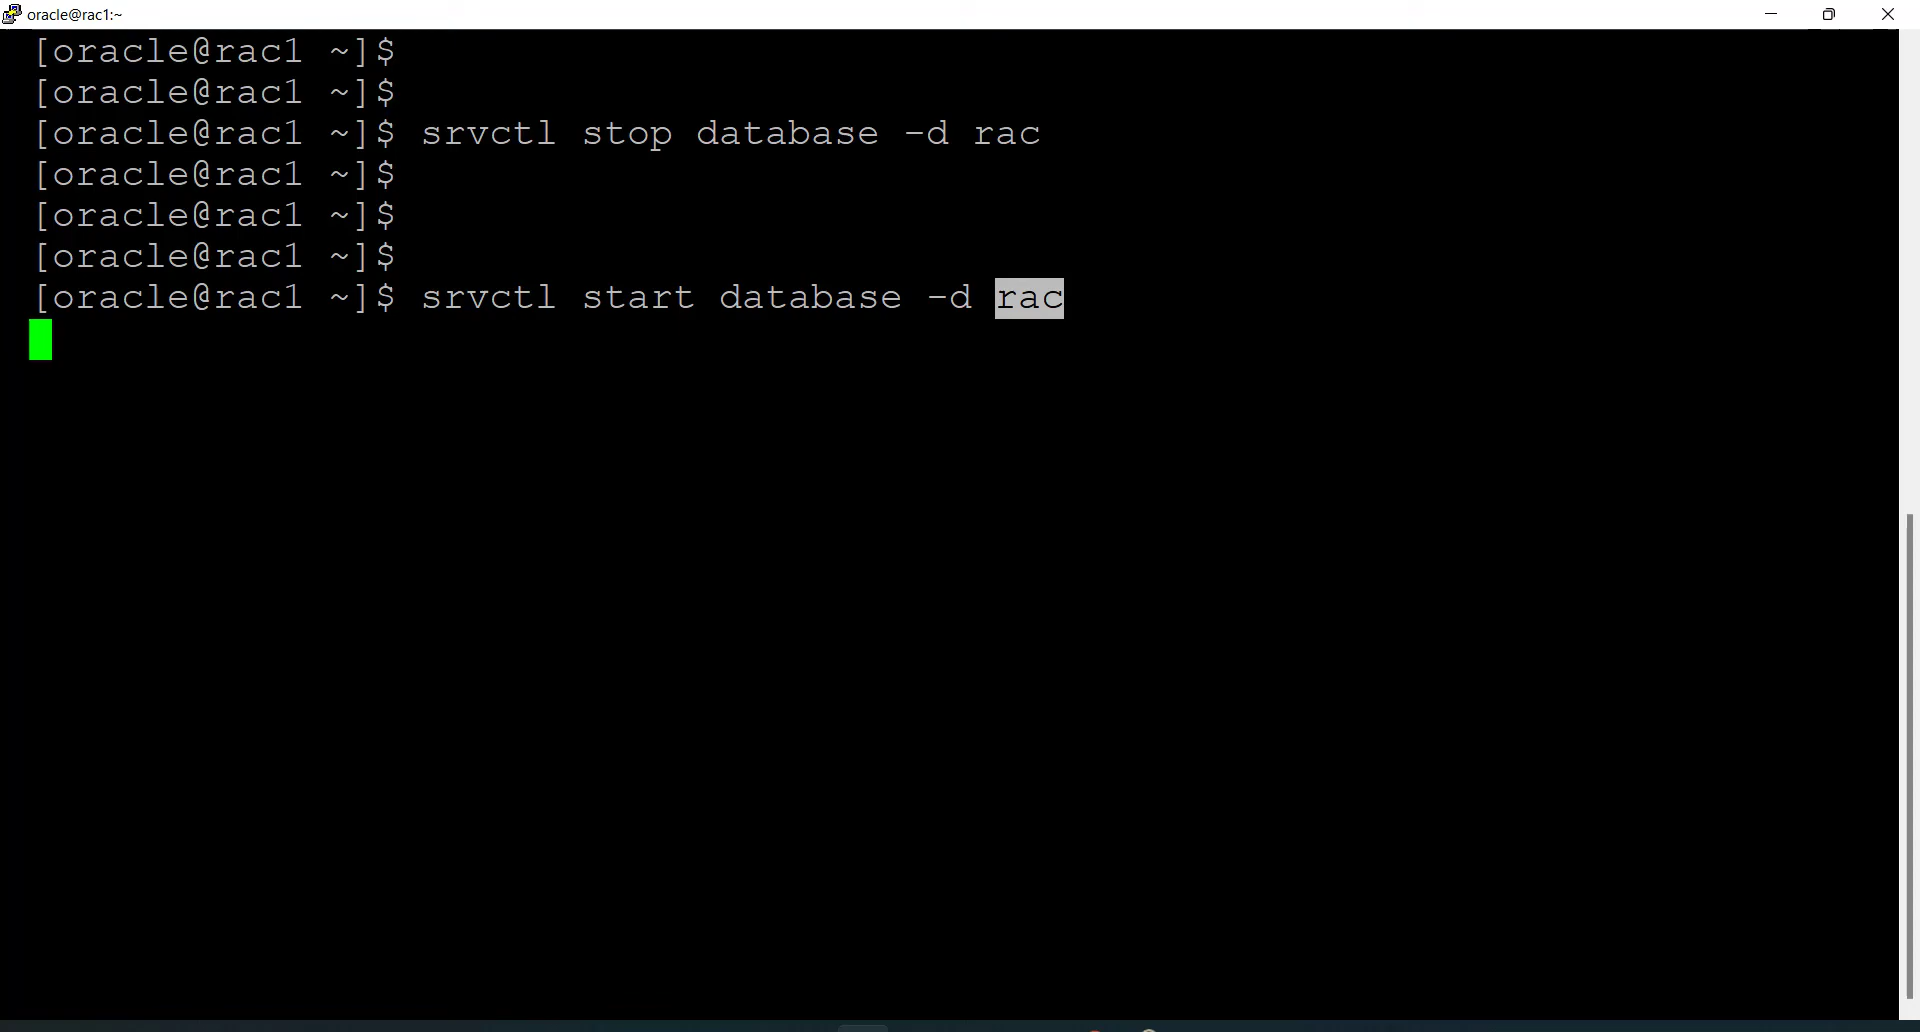 oracle@rac1:~
[oracle@rac1 ~]$
[oracle@rac1 ~]$
[oracle@rac1 ~]$ srvctl stop database -d rac
[oracle@rac1 ~]$
[oracle@rac1 ~]$
[oracle@rac1 ~]$
[oracle@rac1 ~]$ srvctl start database -d rac